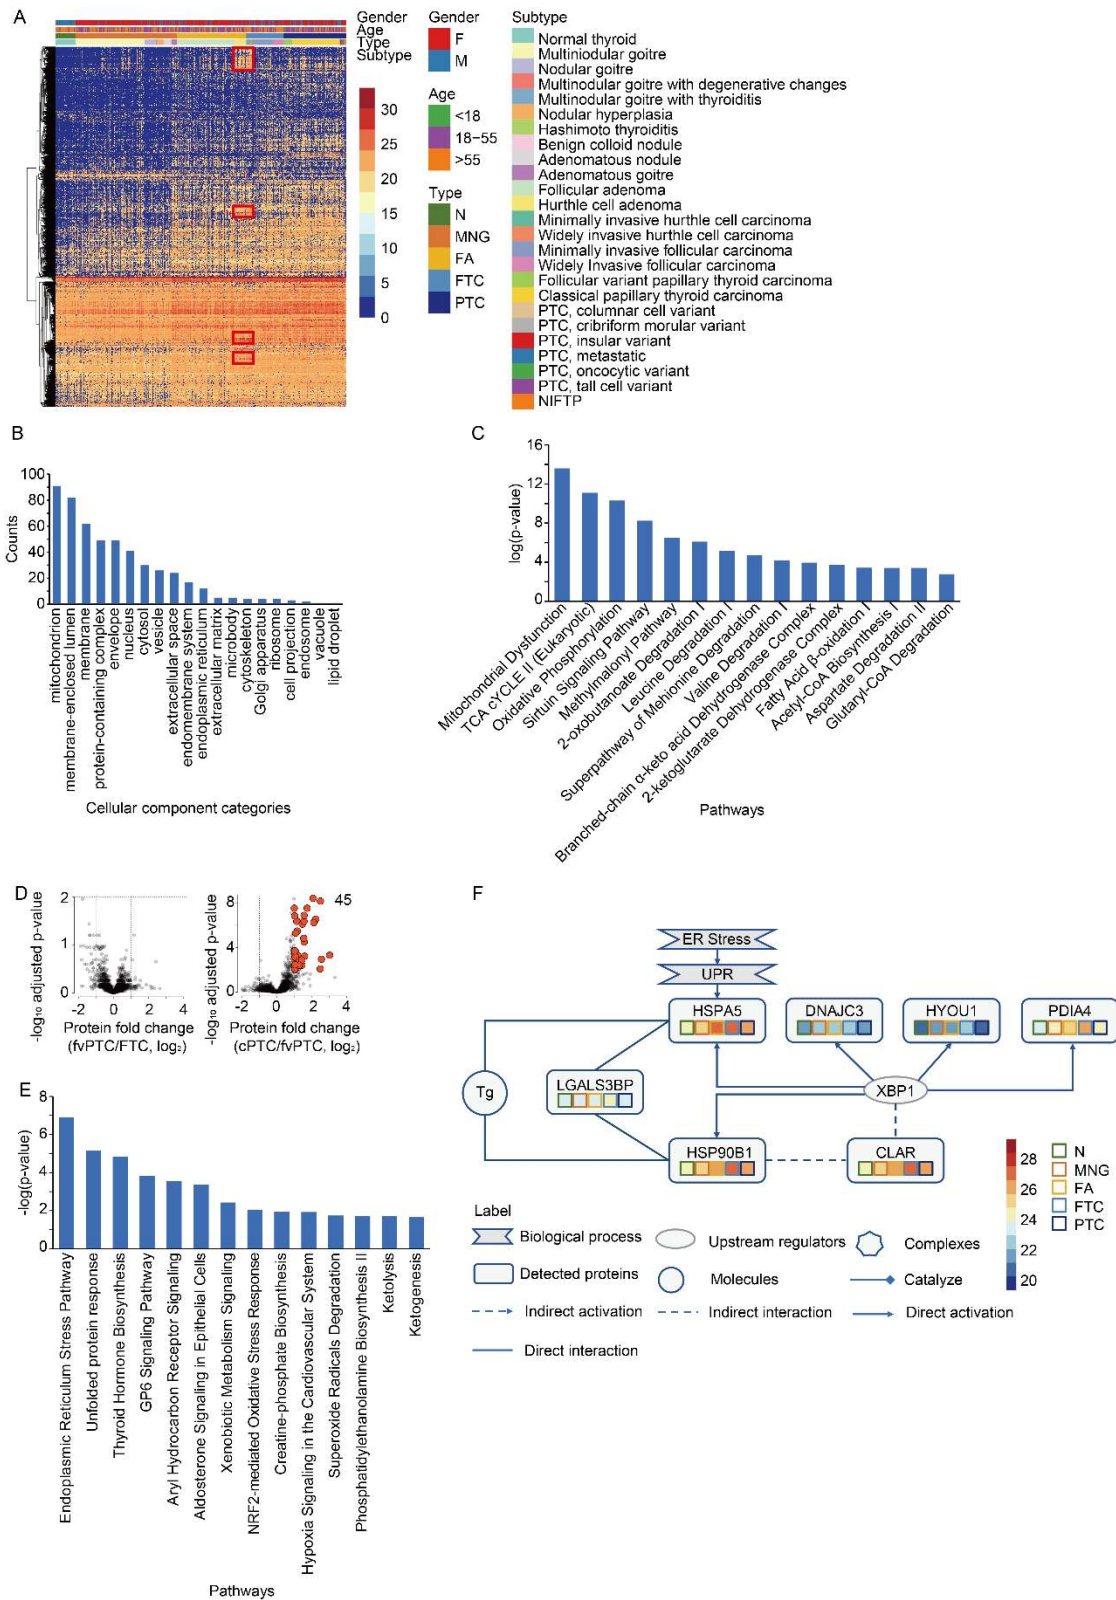 A
Gender
Age
Type
Subtype
30
25
20
15
10
5
0
Gender
F
M
Age
<18
18–55
>55
Type
N
MNG
FA
FTC
PTC
Subtype
Normal thyroid
Multiniodular goitre
Nodular goitre
Multinodular goitre with degenerative changes
Multinodular goitre with thyroiditis
Nodular hyperplasia
Hashimoto thyroiditis
Benign colloid nodule
Adenomatous nodule
Adenomatous goitre
Follicular adenoma
Hurthle cell adenoma
Minimally invasive hurthle cell carcinoma
Widely invasive hurthle cell carcinoma
Minimally invasive follicular carcinoma
Widely Invasive follicular carcinoma
Follicular variant papillary thyroid carcinoma
Classical papillary thyroid carcinoma
PTC, columnar cell variant
PTC, cribriform morular variant
PTC, insular variant
PTC, metastatic
PTC, oncocytic variant
PTC, tall cell variant
NIFTP
B
100
80
60
40
20
0
Counts
mitochondrion
membrane-enclosed lumen
membrane
protein-containing complex
envelope
nucleus
cytosol
vesicle
extracellular space
endomembrane system
endoplasmic reticulum
extracellular matrix
microbody
cytoskeleton
Golgi apparatus
ribosome
cell projection
endosome
vacuole
lipid droplet
Cellular component categories
C
16
12
8
4
0
log(p-value)
Mitochondrial Dysfunction
TCA cYCLE II (Eukaryotic)
Oxidative Phosphorylation
Sirtuin Signaling Pathway
Methylmalonyl Pathway
2-oxobutanoate Degradation I
Leucine Degradation I
Superpathway of Mehionine Degradation
Valine Degradation I
Branched-chain α-keto acid Dehydrogenase Complex
2-ketoglutarate Dehydrogenase Complex
Fatty Acid β-oxidation I
Acetyl-CoA Biosynthesis I
Aspartate Degradation II
Glutaryl-CoA Degradation
Pathways
D
-log₁₀ adjusted p-value
2
1
0
-2 0 2 4
Protein fold change
(fvPTC/FTC, log₂)
-log₁₀ adjusted p-value
8
4
0
45
-2 0 2 4
Protein fold change
(cPTC/fvPTC, log₂)
E
8
6
4
2
0
-log(p-value)
Endoplasmic Reticulum Stress Pathway
Unfolded protein response
Thyroid Hormone Biosynthesis
GP6 Signaling Pathway
Aryl Hydrocarbon Receptor Signaling
Aldosterone Signaling in Epithelial Cells
Xenobiotic Metabolism Signaling
NRF2-mediated Oxidative Stress Response
Creatine-phosphate Biosynthesis
Hypoxia Signaling in the Cardiovascular System
Superoxide Radicals Degradation
Phosphatidylethanolamine Biosynthesis II
Ketolysis
Ketogenesis
Pathways
F
ER Stress
UPR
HSPA5
DNAJC3
HYOU1
PDIA4
LGALS3BP
Tg
XBP1
HSP90B1
CLAR
28
26
24
22
20
N
MNG
FA
FTC
PTC
Label
Biological process
Upstream regulators
Complexes
Detected proteins
Molecules
Catalyze
Indirect activation
Indirect interaction
Direct activation
Direct interaction